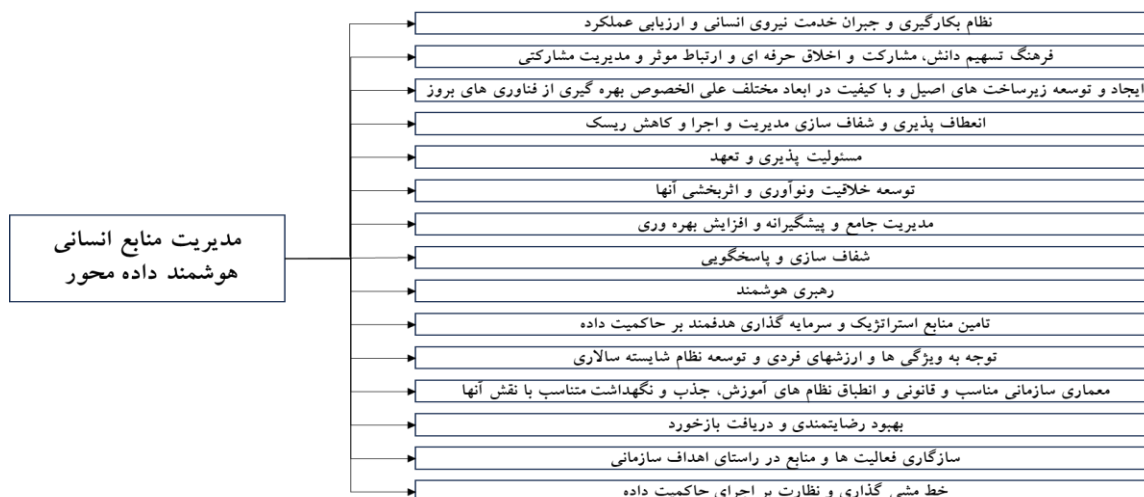 نظام بکارگیری و جبران خدمت نیروی انسانی و ارزیابی عملکرد
فرهنگ تسهیم دانش، مشارکت و اخلاق حرفه ای و ارتباط موثر و مدیریت مشارکتی
ایجاد و توسعه زیرساخت های اصیل و با کیفیت در ابعاد مختلف علی الخصوص بهره گیری از فناوری های بروز
انعطاف پذیری و شفاف سازی مدیریت و اجرا و کاهش ریسک
مسئولیت پذیری و تعهد
توسعه خلاقیت ونوآوری و اثربخشی آنها
مدیریت جامع و پیشگیرانه و افزایش بهره وری
شفاف سازی و پاسخگویی
رهبری هوشمند
تامین منابع استراتژیک و سرمایه گذاری هدفمند بر حاکمیت داده
توجه به ویژگی ها و ارزشهای فردی و توسعه نظام شایسته سالاری
معماری سازمانی مناسب و قانونی و انطباق نظام های آموزش، جذب و نگهداشت متناسب با نقش آنها
بهبود رضایتمندی و دریافت بازخورد
سازگاری فعالیت ها و منابع در راستای اهداف سازمانی
خط مشی گذاری و نظارت بر اجرای حاکمیت داده
مدیریت منابع انسانی
هوشمند داده محور